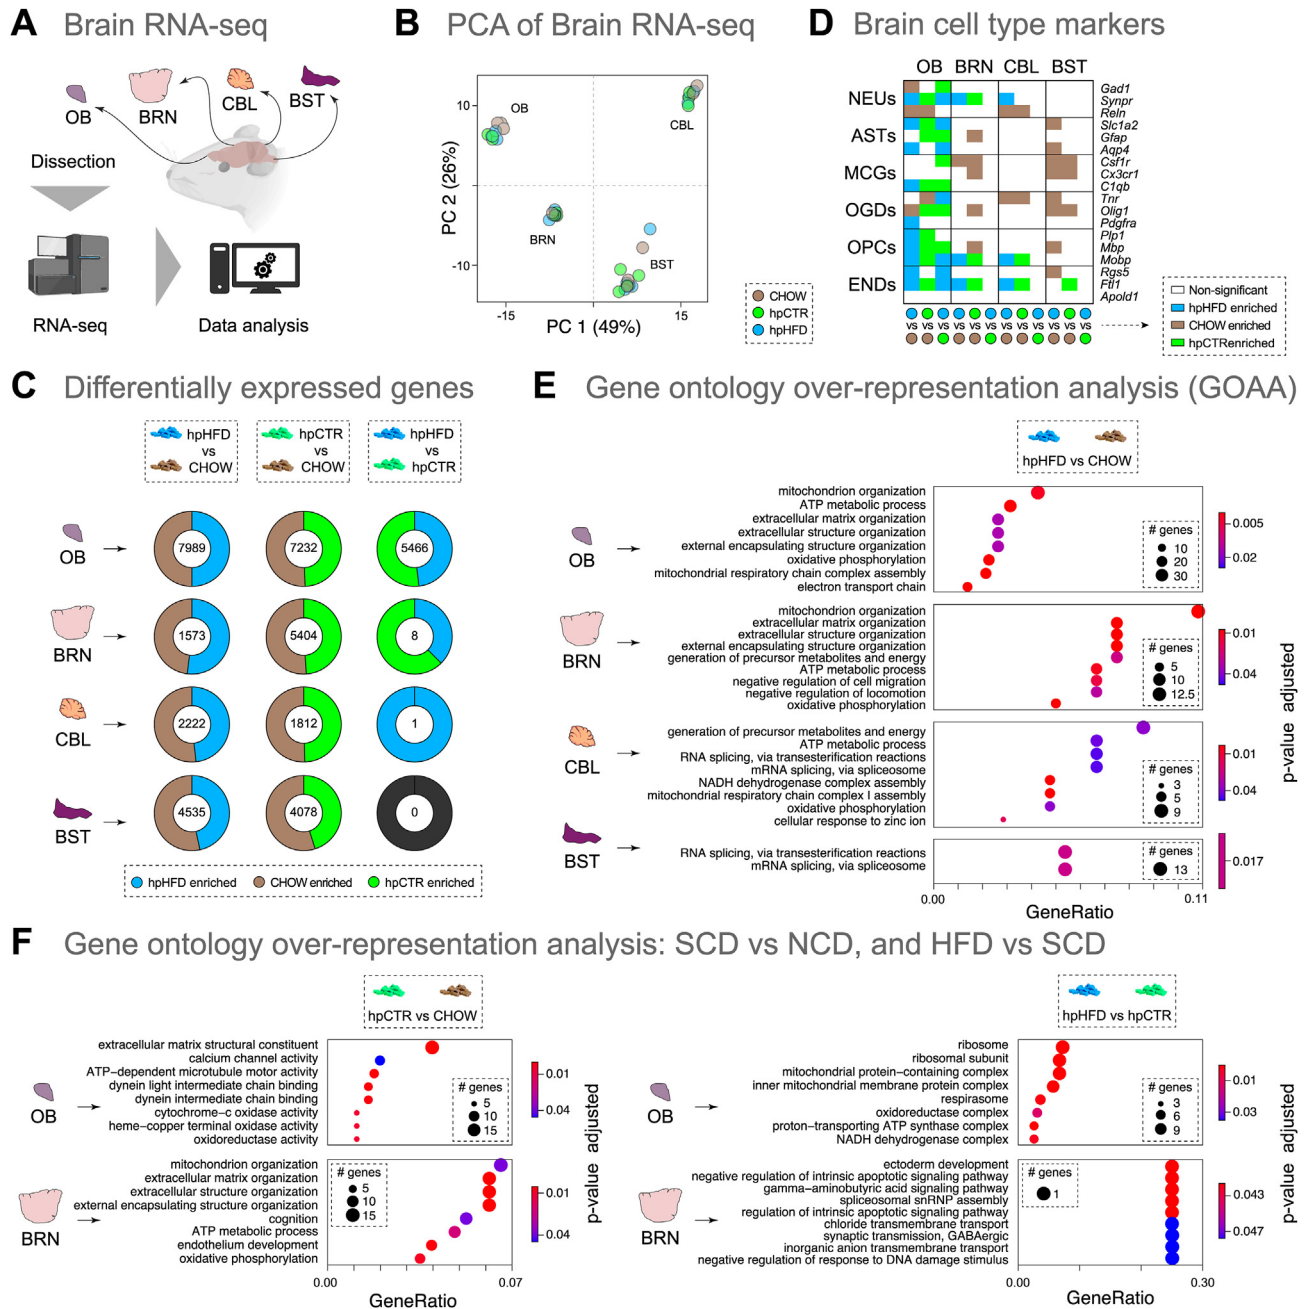 A Brain RNA-seq
OB
BRN
CBL
BST
Dissection
RNA-seq
Data analysis
B PCA of Brain RNA-seq
PC 2 (26%)
10
-10
OB
CBL
BRN
BST
-15
15
PC 1 (49%)
CHOW
hpCTR
hpHFD
D Brain cell type markers
OB BRN CBL BST
NEUs
ASTs
MCGs
OGDs
OPCs
ENDs
Gad1
Synpr
Reln
Slc1a2
Gfap
Aqp4
Csf1r
Cx3cr1
C1qb
Tnr
Olig1
Pdgfra
Plp1
Mbp
Mobp
Rgs5
Ftl1
Apold1
vs vs vs vs vs vs vs vs vs vs vs vs
Non-significant
hpHFD enriched
CHOW enriched
hpCTRenriched
C Differentially expressed genes
hpHFD
vs
CHOW
hpCTR
vs
CHOW
hpHFD
vs
hpCTR
OB
7989
7232
5466
BRN
1573
5404
8
CBL
2222
1812
1
BST
4535
4078
0
hpHFD enriched
CHOW enriched
hpCTR enriched
E Gene ontology over-representation analysis (GOAA)
hpHFD vs CHOW
OB
mitochondrion organization
ATP metabolic process
extracellular matrix organization
extracellular structure organization
external encapsulating structure organization
oxidative phosphorylation
mitochondrial respiratory chain complex assembly
electron transport chain
# genes
10
20
30
0.005
0.02
BRN
mitochondrion organization
extracellular matrix organization
extracellular structure organization
external encapsulating structure organization
generation of precursor metabolites and energy
ATP metabolic process
negative regulation of cell migration
negative regulation of locomotion
oxidative phosphorylation
# genes
5
10
12.5
0.01
0.04
CBL
generation of precursor metabolites and energy
ATP metabolic process
RNA splicing, via transesterification reactions
mRNA splicing, via spliceosome
NADH dehydrogenase complex assembly
mitochondrial respiratory chain complex I assembly
oxidative phosphorylation
cellular response to zinc ion
# genes
3
5
9
0.01
0.04
BST
RNA splicing, via transesterification reactions
mRNA splicing, via spliceosome
# genes
13
0.017
p-value adjusted
0.00
0.11
GeneRatio
F Gene ontology over-representation analysis: SCD vs NCD, and HFD vs SCD
hpCTR vs CHOW
OB
extracellular matrix structural constituent
calcium channel activity
ATP-dependent microtubule motor activity
dynein light intermediate chain binding
dynein intermediate chain binding
cytochrome-c oxidase activity
heme-copper terminal oxidase activity
oxidoreductase activity
# genes
5
10
15
0.01
0.04
BRN
mitochondrion organization
extracellular matrix organization
extracellular structure organization
external encapsulating structure organization
cognition
ATP metabolic process
endothelium development
oxidative phosphorylation
# genes
5
10
15
0.01
0.04
p-value adjusted
0.00
0.07
GeneRatio
hpHFD vs hpCTR
OB
ribosome
ribosomal subunit
mitochondrial protein-containing complex
inner mitochondrial membrane protein complex
respirasome
oxidoreductase complex
proton-transporting ATP synthase complex
NADH dehydrogenase complex
# genes
3
6
9
0.01
0.03
BRN
ectoderm development
negative regulation of intrinsic apoptotic signaling pathway
gamma-aminobutyric acid signaling pathway
spliceosomal snRNP assembly
regulation of intrinsic apoptotic signaling pathway
chloride transmembrane transport
synaptic transmission, GABAergic
inorganic anion transmembrane transport
negative regulation of response to DNA damage stimulus
# genes
1
0.043
0.047
p-value adjusted
0.00
0.30
GeneRatio